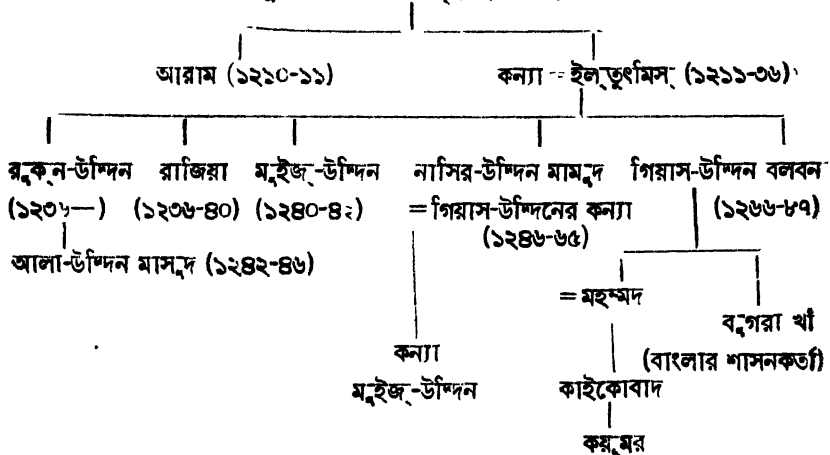 আরাম (১২১০-১১) কন্যা = ইল্‌তুৎমিস্ (১২১১-৩৬)
রুকন-উদ্দিন রাজিয়া মুইজ্-উদ্দিন নাসির-উদ্দিন মামুদ গিয়াস-উদ্দিন বলবন
(১২৩৬—) (১২৩৬-৪০) (১২৪০-৪২) =গিয়াস-উদ্দিনের কন্যা (১২৬৬-৮৭)
(১২৪৬-৬৫)
আলা-উদ্দিন মাসুদ (১২৪২-৪৬)
=মহম্মদ
বুগরা খাঁ
কন্যা (বাংলার শাসনকর্তা)
মুইজ্-উদ্দিন কাইকোবাদ
কয়ুমর